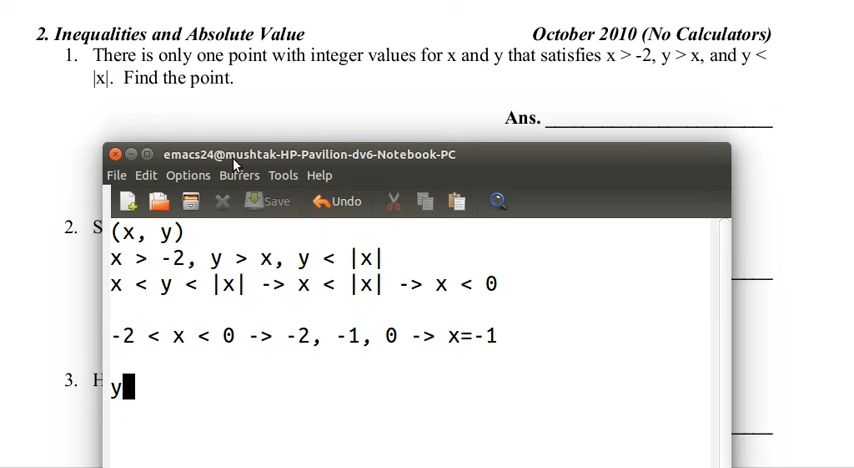 2. Inequalities and Absolute Value October 2010 (No Calculators)
1. There is only one point with integer values for x and y that satisfies x > -2, y > x, and y <
|x|. Find the point.
Ans.
emacs24@mushtak-HP-Pavilion-dv6-Notebook-PC
File Edit Options Buffers Tools Help
Save Undo
2. S
(x, y)
x > -2, y > x, y < |x|
x < y < |x| -> x < |x| -> x < 0
-2 < x < 0 -> -2, -1, 0 -> x=-1
3. H
y